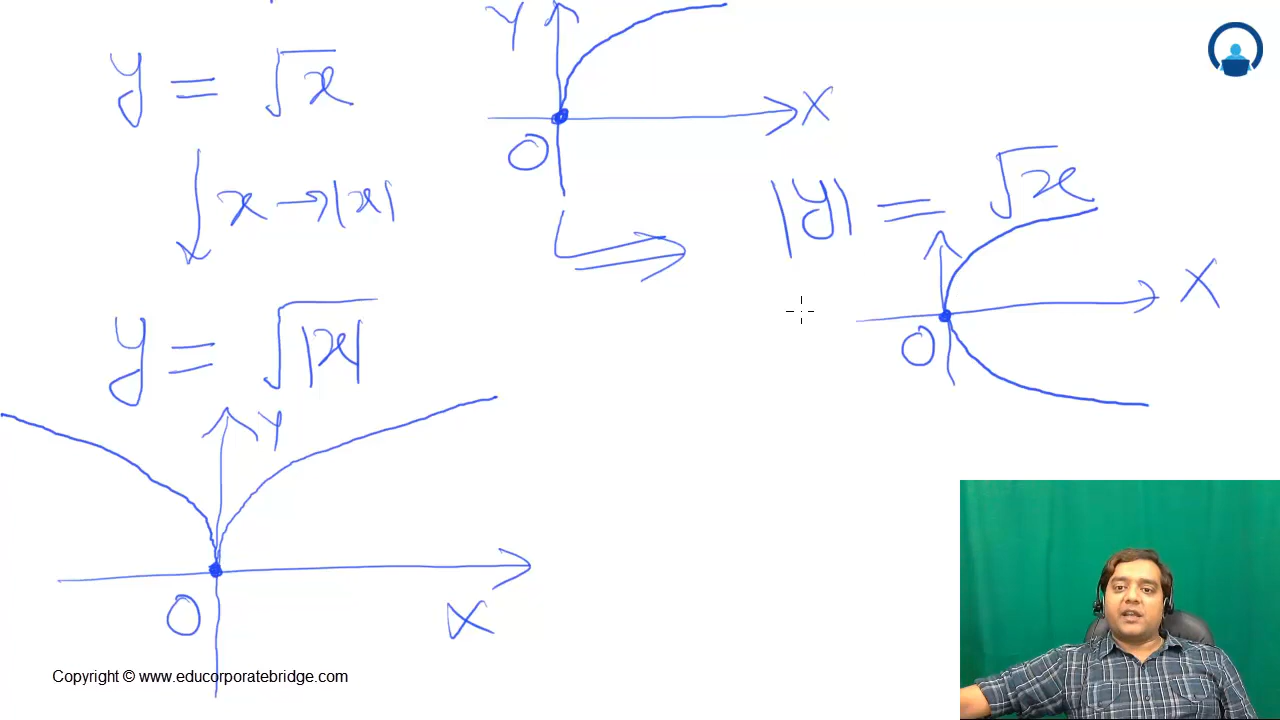 y = √x
Y
X
O
x → |x|
|y| = √x
X
O
y = √|x|
Y
O
X
Copyright © www.educorporatebridge.com